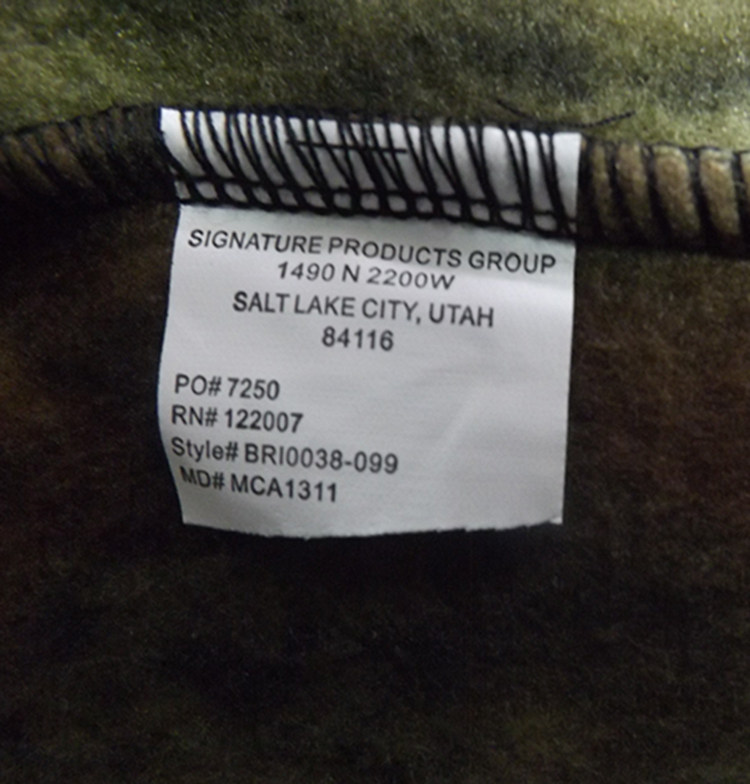 SIGNATURE PRODUCTS GROUP
1490 N 2200W
SALT LAKE CITY, UTAH
84116
PO# 7250
RN# 122007
Style# BRI0038-099
MD# MCA1311